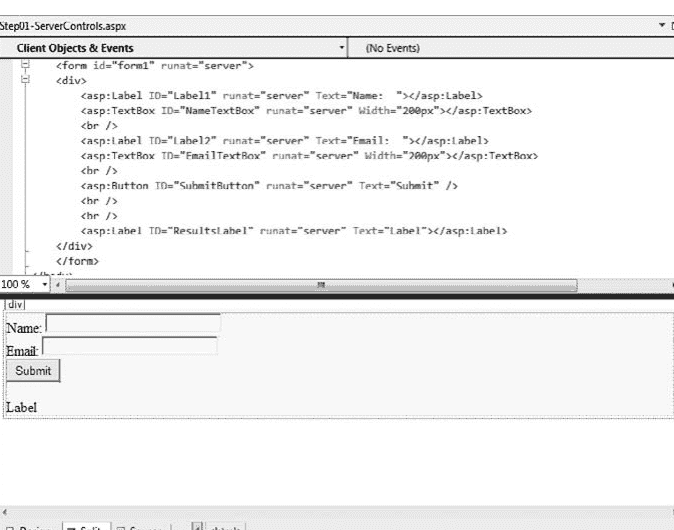 Step01-ServerControls.aspx
Client Objects & Events (No Events)
<form id="form1" runat="server">
<div>
<asp:Label ID="Label1" runat="server" Text="Name:  "></asp:Label>
<asp:TextBox ID="NameTextBox" runat="server" Width="200px"></asp:TextBox>
<br />
<asp:Label ID="Label2" runat="server" Text="Email:  "></asp:Label>
<asp:TextBox ID="EmailTextBox" runat="server" Width="200px"></asp:TextBox>
<br />
<asp:Button ID="SubmitButton" runat="server" Text="Submit" />
<br />
<br />
<asp:Label ID="ResultsLabel" runat="server" Text="Label"></asp:Label>
</div>
</form>
</body>
100 %
div
Name:
Email:
Submit
Label
Design Split Source